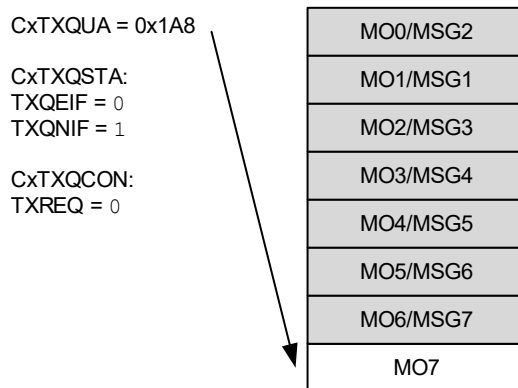 CxTXQUA = 0x1A8
CxTXQSTA:
TXQEIF = 0
TXQNIF = 1
CxTXQCON:
TXREQ = 0
MO0/MSG2
MO1/MSG1
MO2/MSG3
MO3/MSG4
MO4/MSG5
MO5/MSG6
MO6/MSG7
MO7